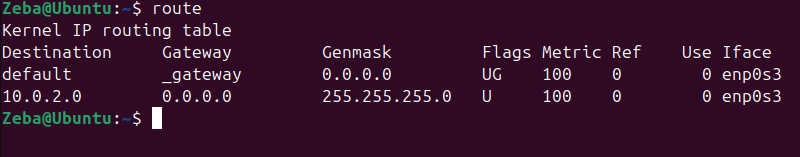 Zeba@Ubuntu:~$ route
Kernel IP routing table
Destination     Gateway         Genmask         Flags Metric Ref    Use Iface
default         _gateway        0.0.0.0         UG    100    0        0 enp0s3
10.0.2.0        0.0.0.0         255.255.255.0   U     100    0        0 enp0s3
Zeba@Ubuntu:~$